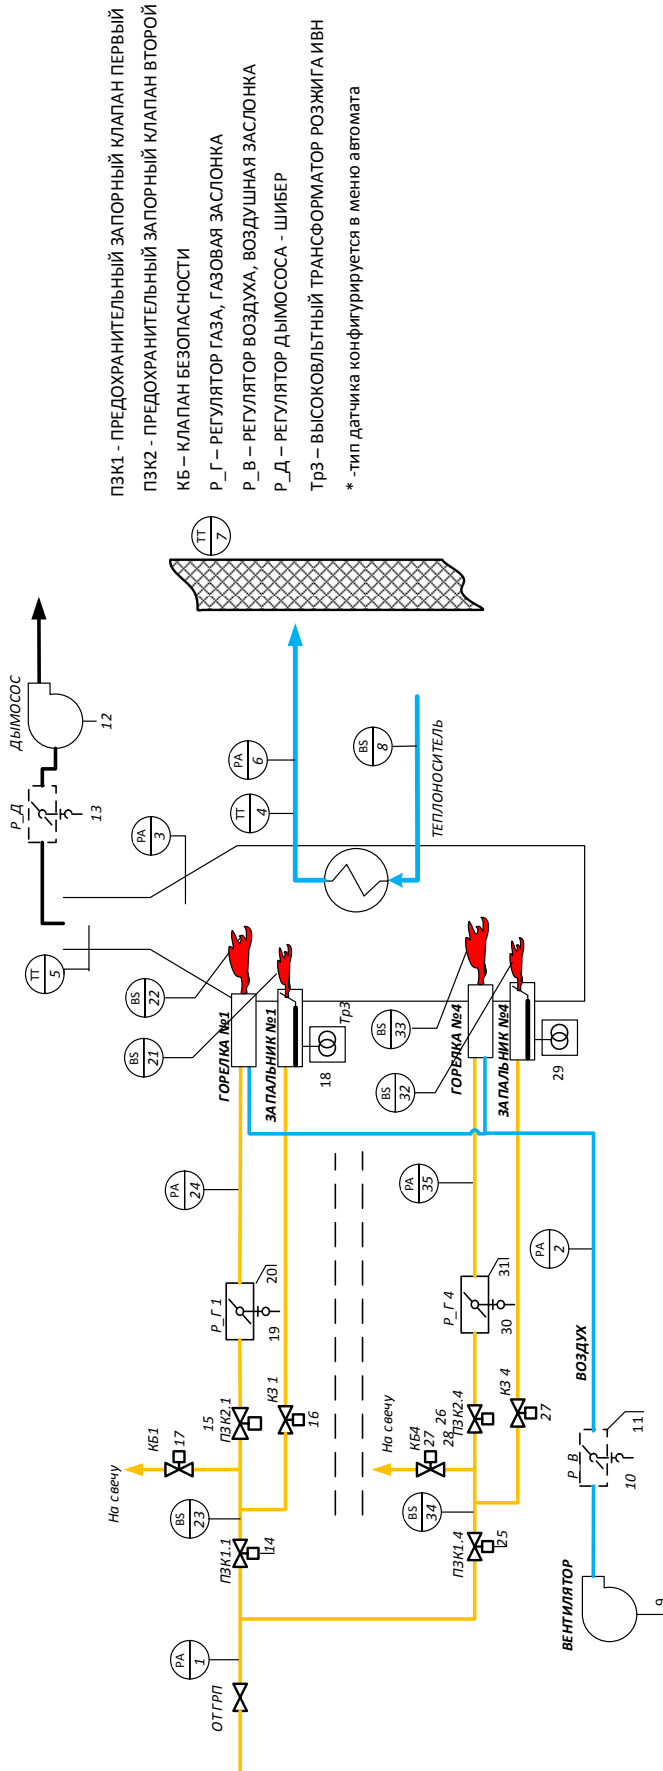 ОТ ГРП
PA
1
ПЗК1.1
14
BS
23
На свечу
КБ1
17
15
ПЗК2.1
КЗ 1
16
Р_Г 1
19
20
PA
24
BS
21
BS
22
ГОРЕЛКА №1
ЗАПАЛЬНИК №1
18
Тр3
TT
5
PA
3
Р_Д
13
ДЫМОСОС
12
ПЗК1.4
25
BS
34
На свечу
КБ4
27
28
26
ПЗК2.4
КЗ 4
27
Р_Г 4
30
31
PA
35
BS
32
BS
33
ГОРЕЛКА №4
ЗАПАЛЬНИК №4
29
ВЕНТИЛЯТОР
9
Р_В
10
11
ВОЗДУХ
PA
2
TT
4
PA
6
BS
8
ТЕПЛОНОСИТЕЛЬ
TT
7
ПЗК1 - ПРЕДОХРАНИТЕЛЬНЫЙ ЗАПОРНЫЙ КЛАПАН ПЕРВЫЙ
ПЗК2 - ПРЕДОХРАНИТЕЛЬНЫЙ ЗАПОРНЫЙ КЛАПАН ВТОРОЙ
КБ – КЛАПАН БЕЗОПАСНОСТИ
Р_Г – РЕГУЛЯТОР ГАЗА, ГАЗОВАЯ ЗАСЛОНКА
Р_В – РЕГУЛЯТОР ВОЗДУХА, ВОЗДУШНАЯ ЗАСЛОНКА
Р_Д – РЕГУЛЯТОР ДЫМОСОСА - ШИБЕР
Тр3 – ВЫСОКОВЛЬТНЫЙ ТРАНСФОРМАТОР РОЗЖИГА ИВН
* -тип датчика конфигурируется в меню автомата